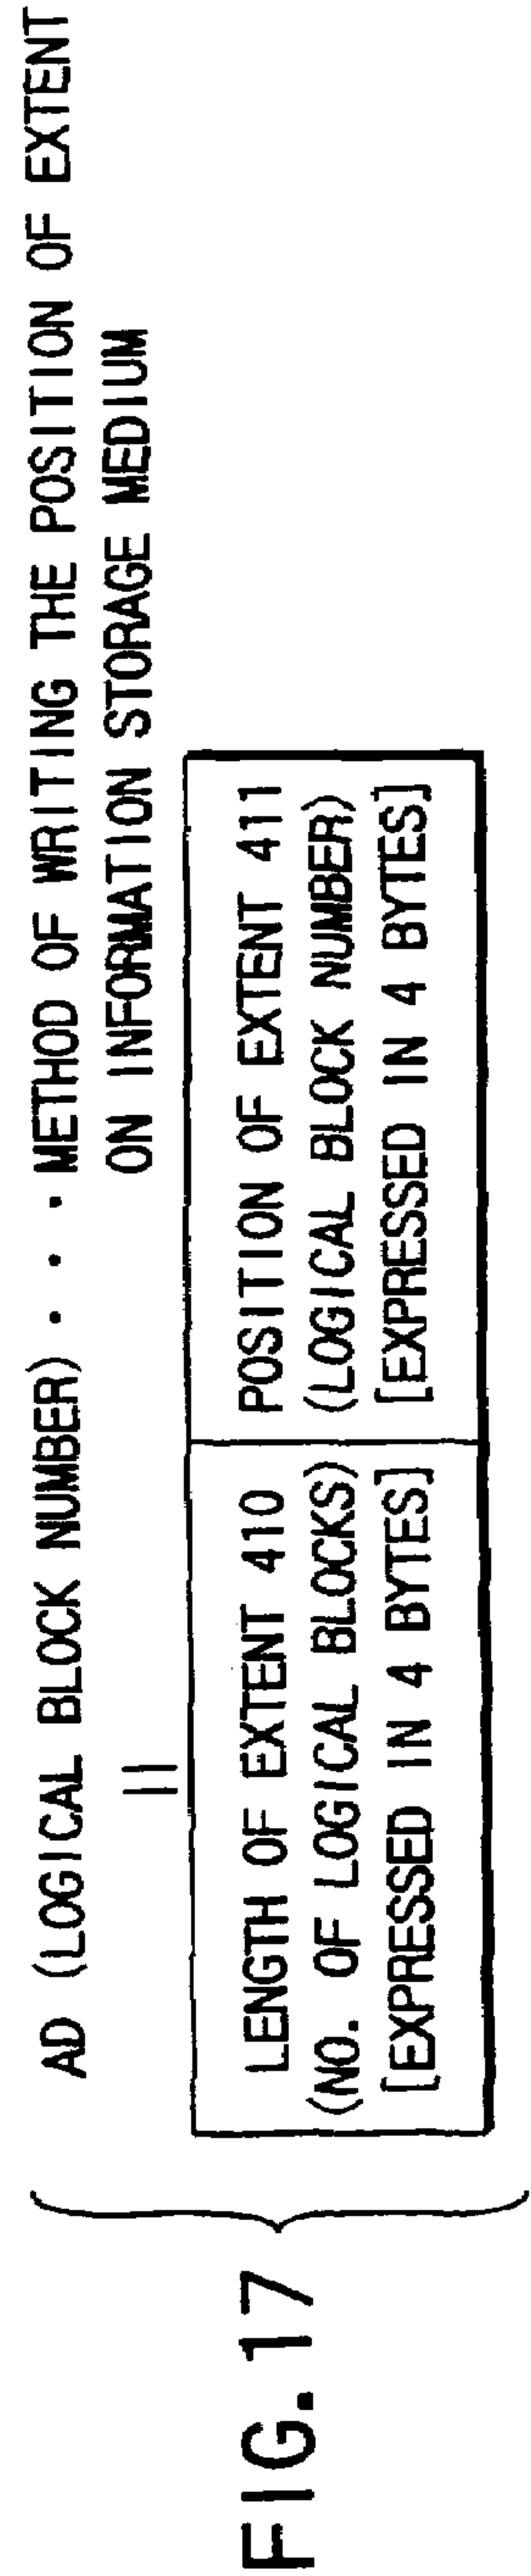 AD (LOGICAL BLOCK NUMBER) · · · METHOD OF WRITING THE POSITION OF EXTENT
ON INFORMATION STORAGE MEDIUM
=
LENGTH OF EXTENT 410
(NO. OF LOGICAL BLOCKS)
[EXPRESSED IN 4 BYTES]
POSITION OF EXTENT 411
(LOGICAL BLOCK NUMBER)
[EXPRESSED IN 4 BYTES]
FIG. 17